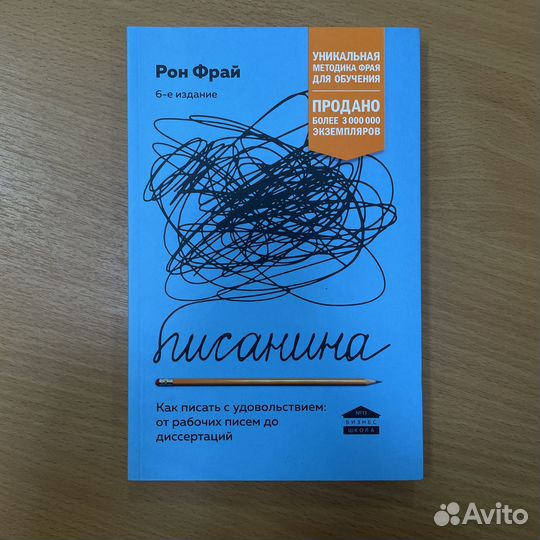 Рон Фрай
6-е издание
УНИКАЛЬНАЯ
МЕТОДИКА ФРАЯ
ДЛЯ ОБУЧЕНИЯ
ПРОДАНО
БОЛЕЕ 3 000 000
ЭКЗЕМПЛЯРОВ
писанина
Как писать с удовольствием:
от рабочих писем до
диссертаций
№1
БИЗНЕС
ШКОЛА
Avito